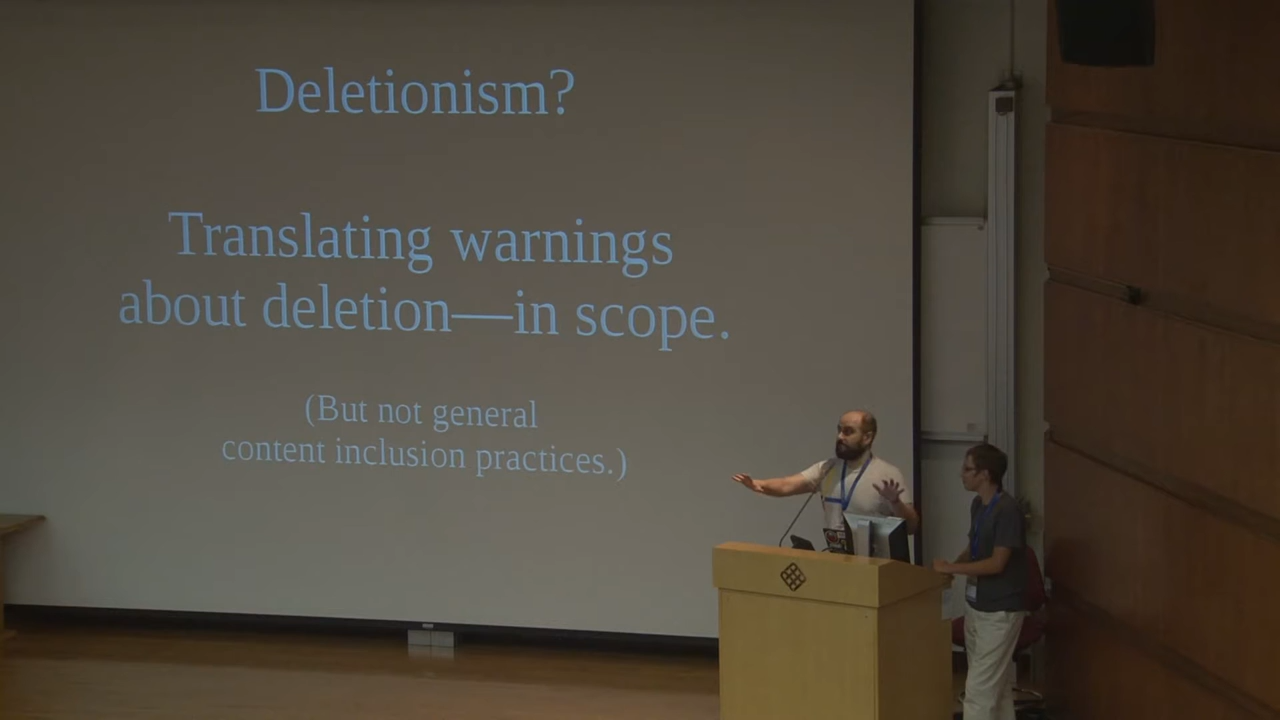 Deletionism?
Translating warnings
about deletion—in scope.
(But not general
content inclusion practices.)